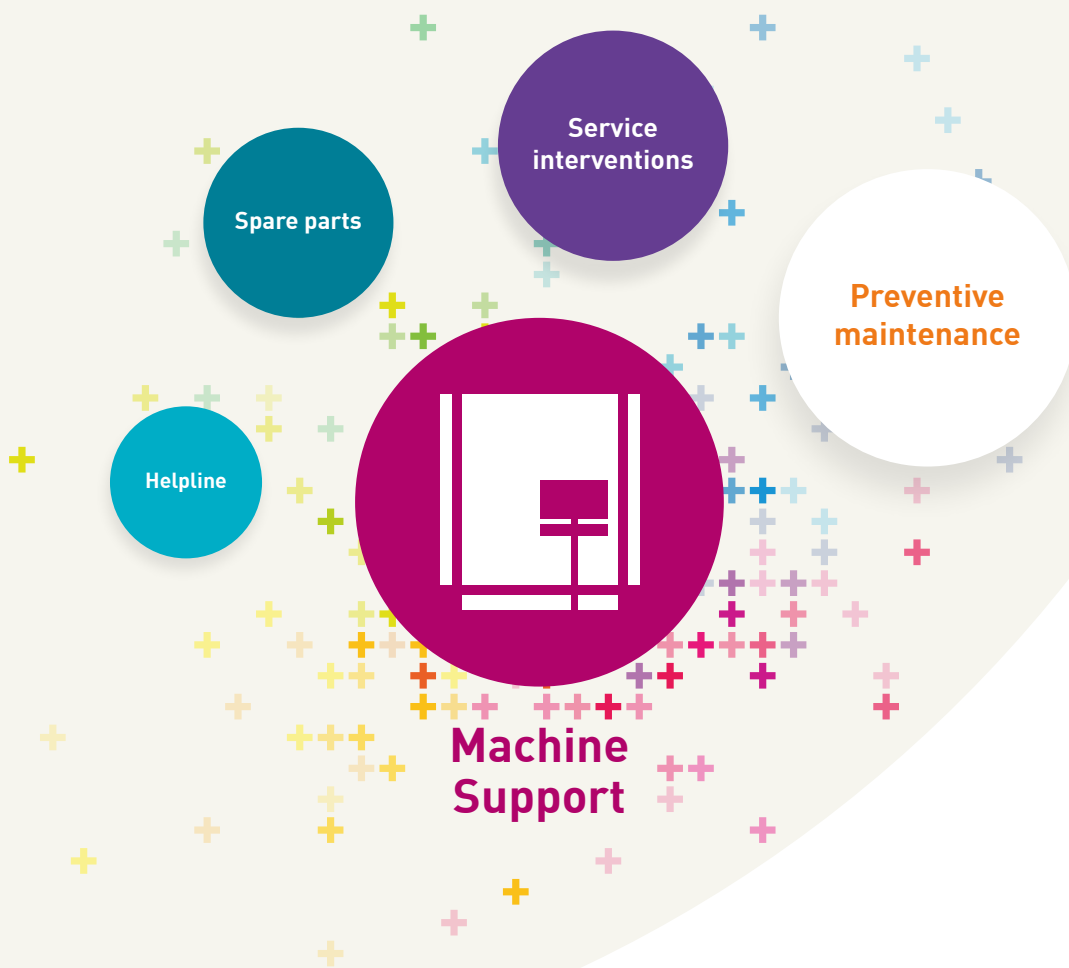 Service
interventions
Spare parts
Preventive
maintenance
Helpline
Machine
Support